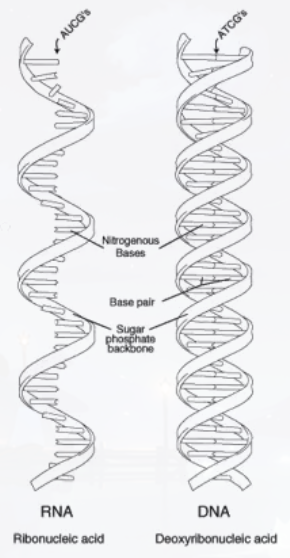 AUCG's
ATCG's
Nitrogenous
Bases
Base pair
Sugar
phosphate
backbone
RNA
DNA
Ribonucleic acid
Deoxyribonucleic acid